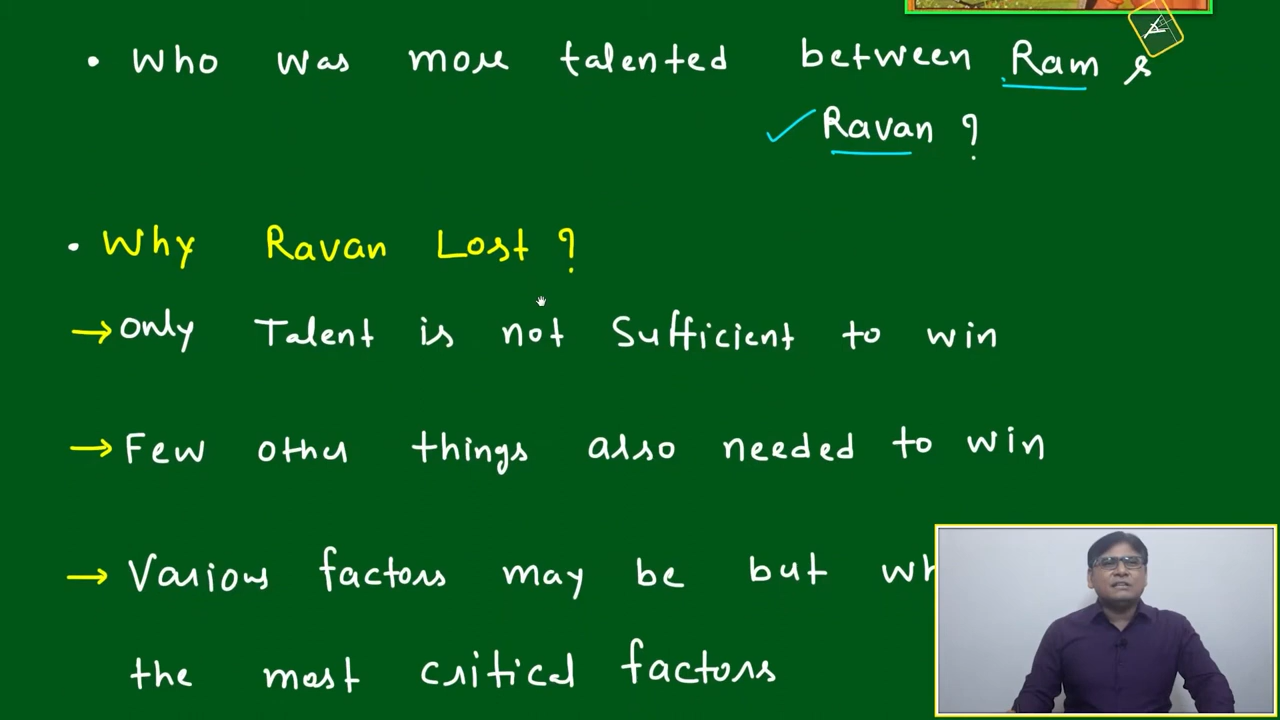 • Who was more talented between Ram &
Ravan ?
• Why Ravan Lost ?
→ Only Talent is not Sufficient to win
→ Few other things also needed to win
→ Various factors may be but
the most critical factors